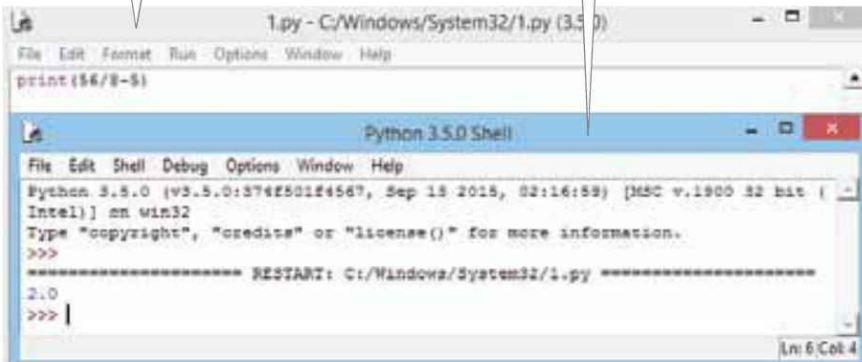 1.py - C:/Windows/System32/1.py (3.5.0)
File Edit Format Run Options Window Help
print(56/8-5)
Python 3.5.0 Shell
File Edit Shell Debug Options Window Help
Python 3.5.0 (v3.5.0:374f501f4567, Sep 13 2015, 02:16:59) [MSC v.1900 32 bit (
Intel)] on win32
Type "copyright", "credits" or "license()" for more information.
>>>
====================== RESTART: C:/Windows/System32/1.py ======================
2.0
>>>
Ln: 6 Col: 4